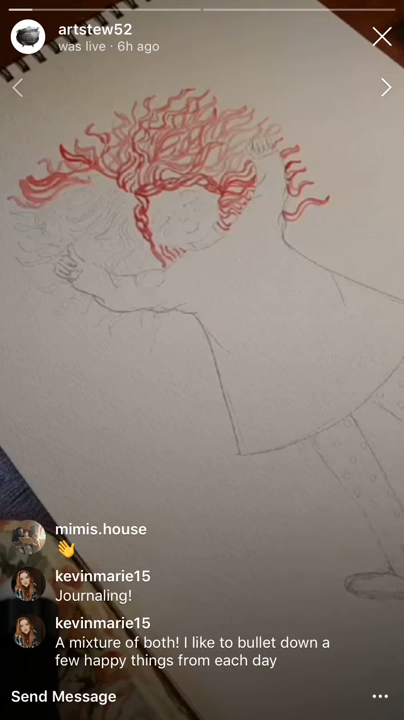 artstew52
was live · 6h ago
mimis.house
👋
kevinmarie15
Journaling!
kevinmarie15
A mixture of both! I like to bullet down a
few happy things from each day
Send Message